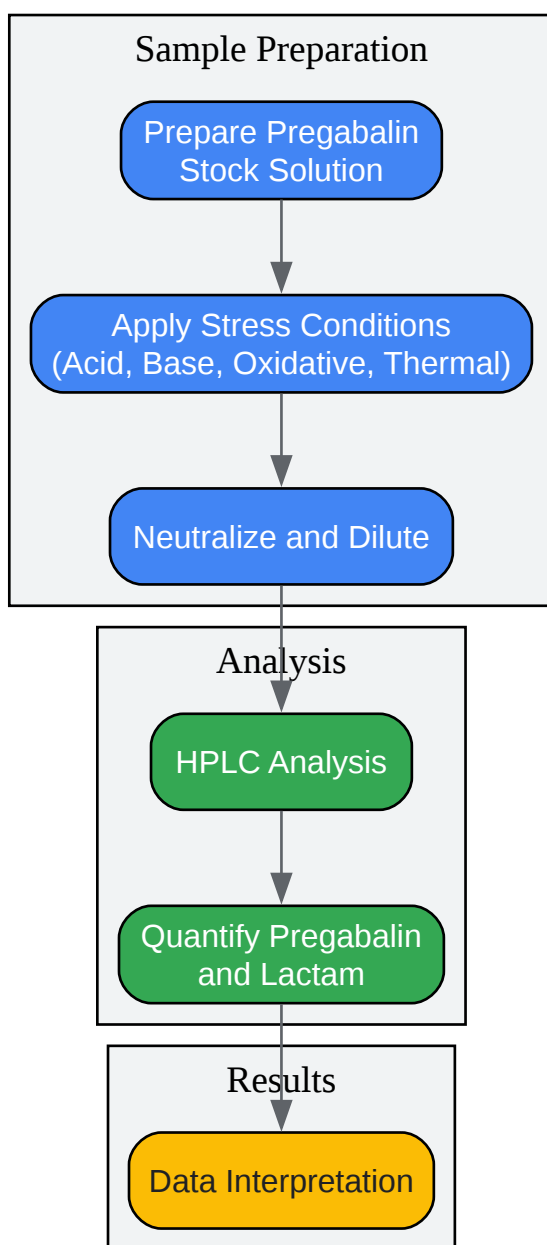 Sample Preparation
Prepare Pregabalin
Stock Solution
Apply Stress Conditions
(Acid, Base, Oxidative, Thermal)
Neutralize and Dilute
Analysis
HPLC Analysis
Quantify Pregabalin
and Lactam
Results
Data Interpretation